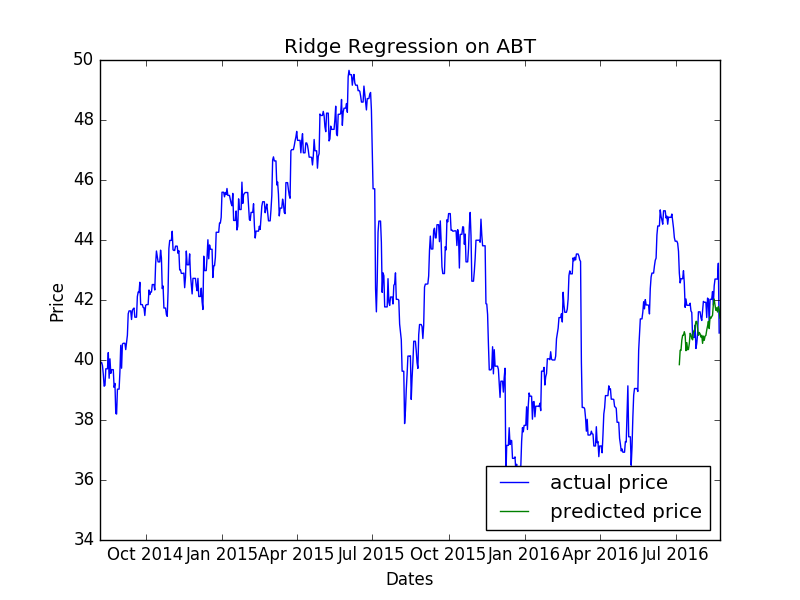 Ridge Regression on ABT
50
48
46
44
42
40
38
36
34
Price
actual price
predicted price
Oct 2014 Jan 2015 Apr 2015 Jul 2015 Oct 2015 Jan 2016 Apr 2016 Jul 2016
Dates